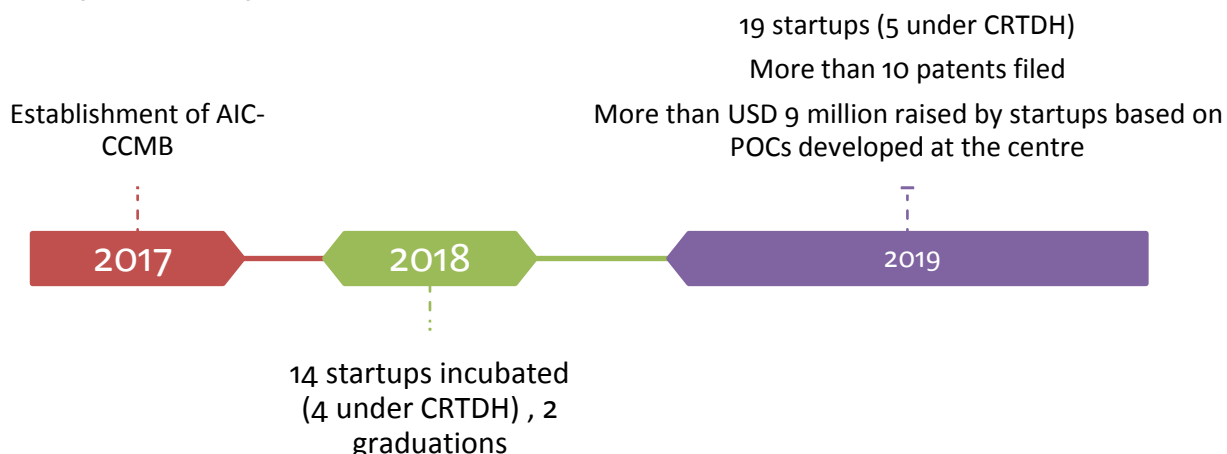 19 startups (5 under CRTDH)
More than 10 patents filed
More than USD 9 million raised by startups based on
POCs developed at the centre
Establishment of AIC-
CCMB
2017
2018
2019
14 startups incubated
(4 under CRTDH) , 2
graduations